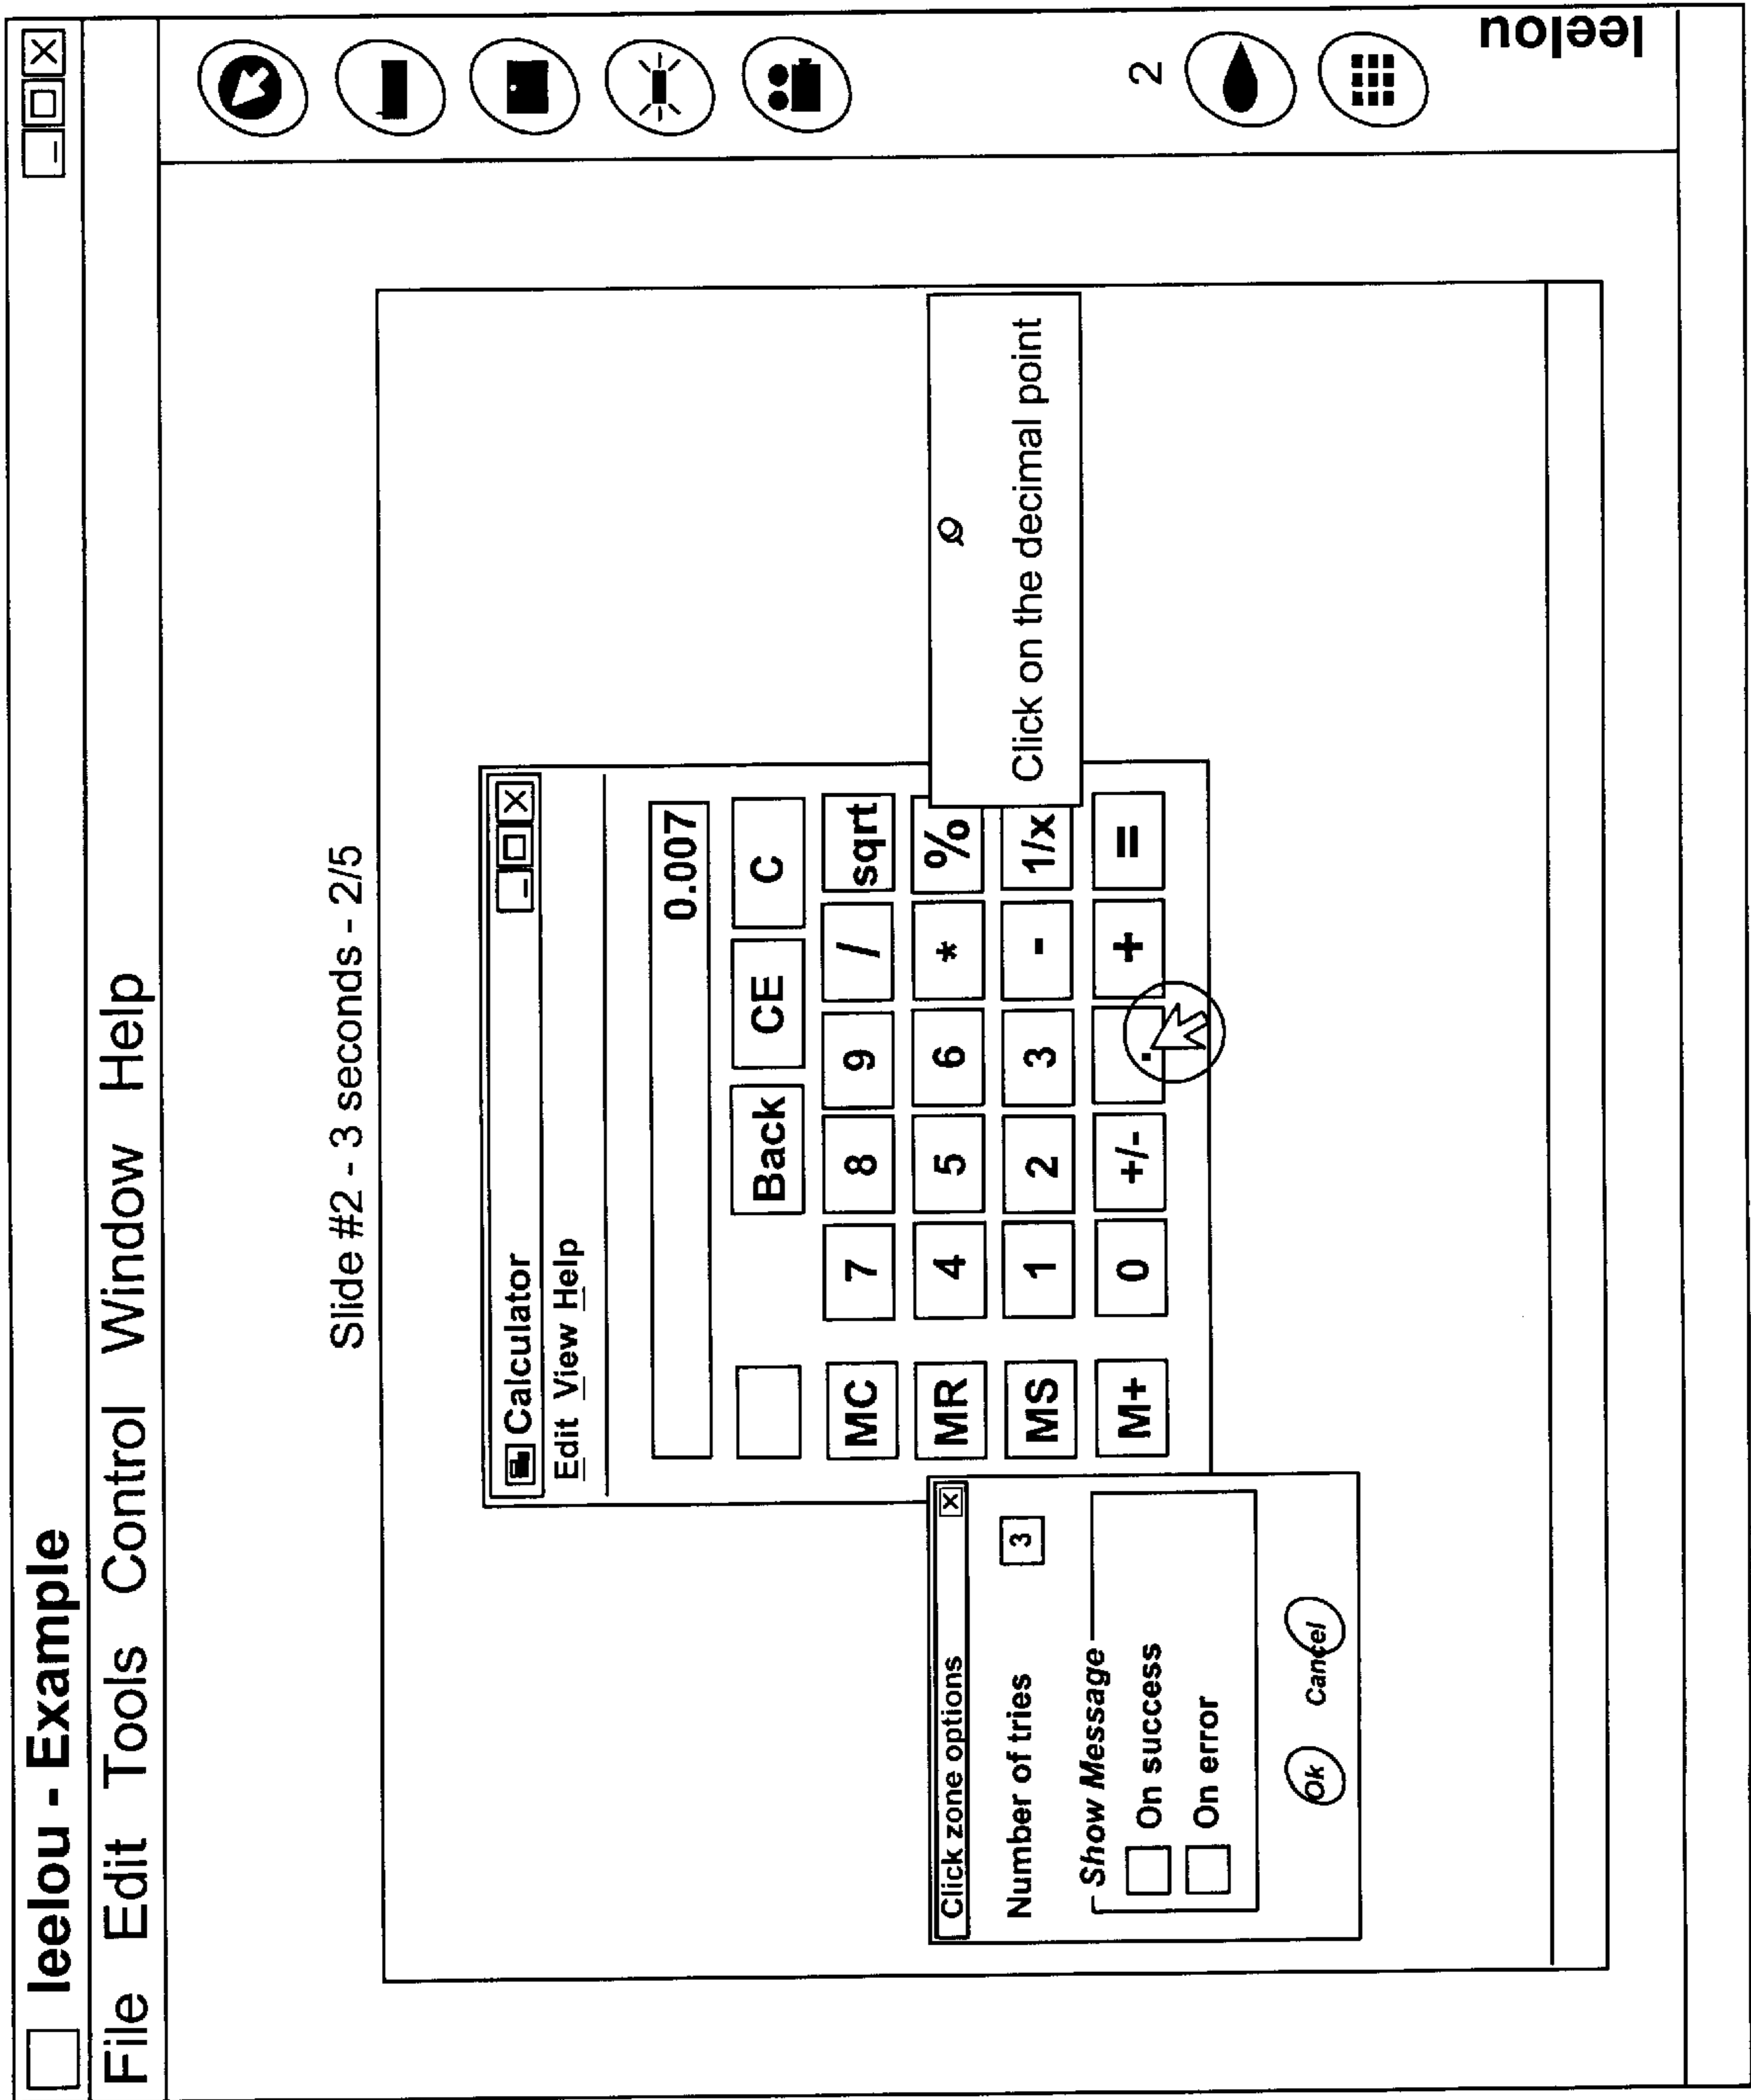 leelou - Example
File Edit Tools Control Window Help
Slide #2 - 3 seconds - 2/5
Calculator
Edit View Help
0.007
Back CE C
MC 7 8 9 / sqrt
MR 4 5 6 * %
MS 1 2 3 - 1/x
M+ 0 +/- . + =
Click on the decimal point
Click zone options
Number of tries 3
Show Message
On success
On error
Ok Cancel
2
leelou